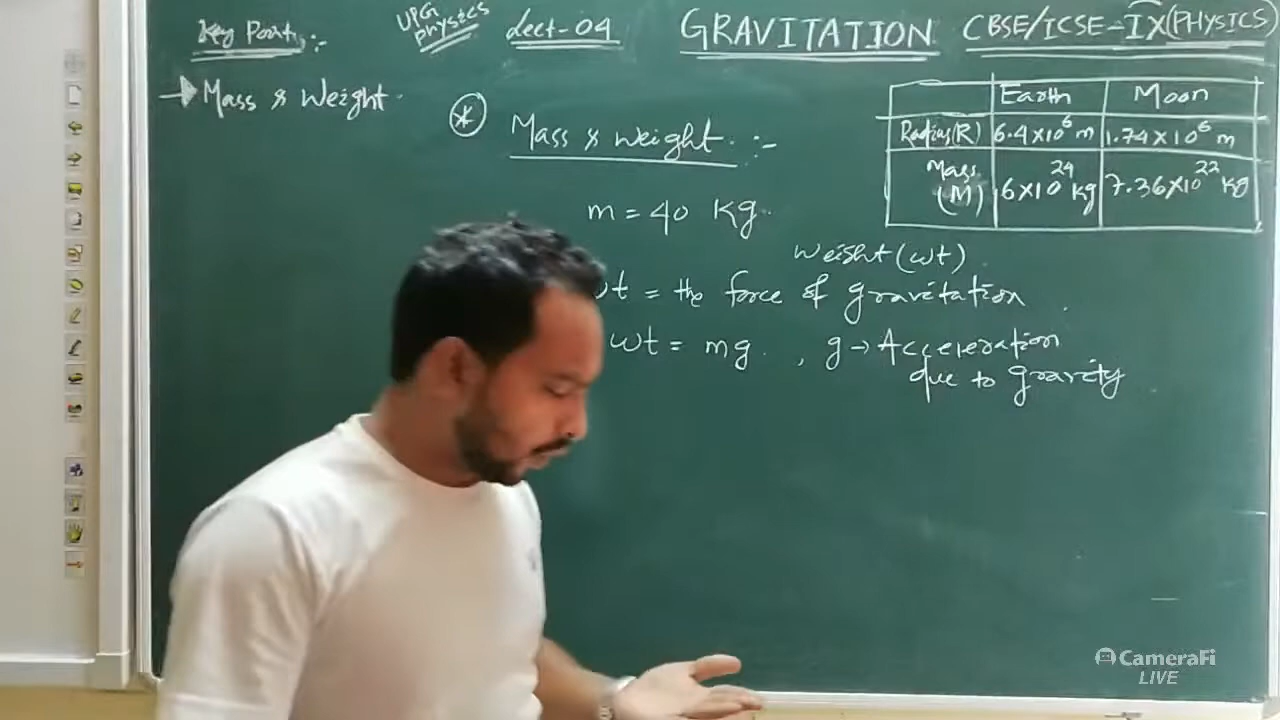 Key Point :-
UPG physics
Lect-04
GRAVITATION
CBSE/ICSE-IX(PHYSICS)
→ Mass & Weight
* Mass & weight :-
Earth Moon
Radius(R) 6.4×10⁶ m 1.74×10⁶ m
Mass (M) 6×10²⁴ kg 7.36×10²² kg
m = 40 kg
weight (wt)
wt = the force of gravitation
wt = mg , g → Acceleration
due to gravity
CameraFi
LIVE